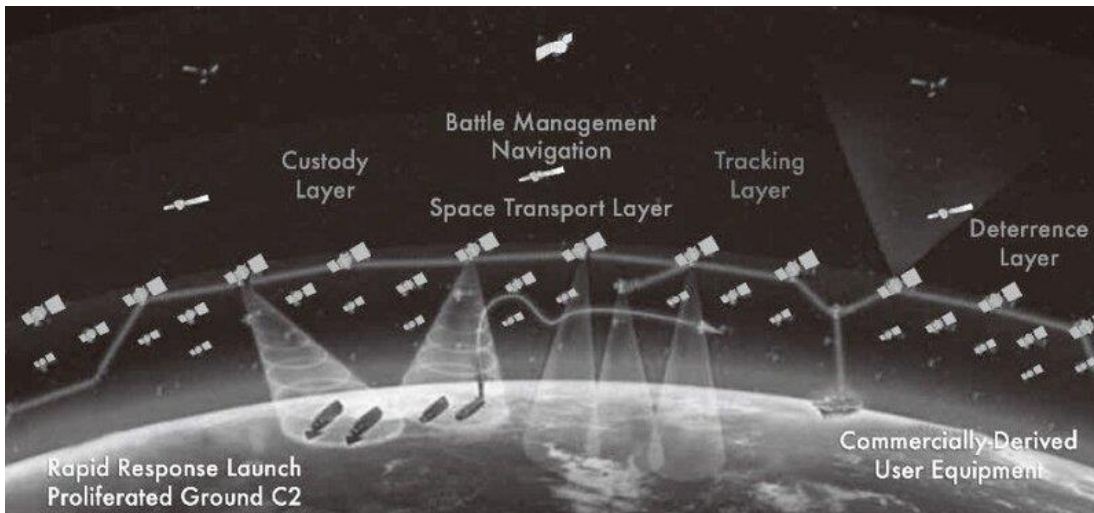 Battle Management
Navigation
Custody
Layer
Tracking
Layer
Space Transport Layer
Deterrence
Layer
Rapid Response Launch
Proliferated Ground C2
Commercially-Derived
User Equipment